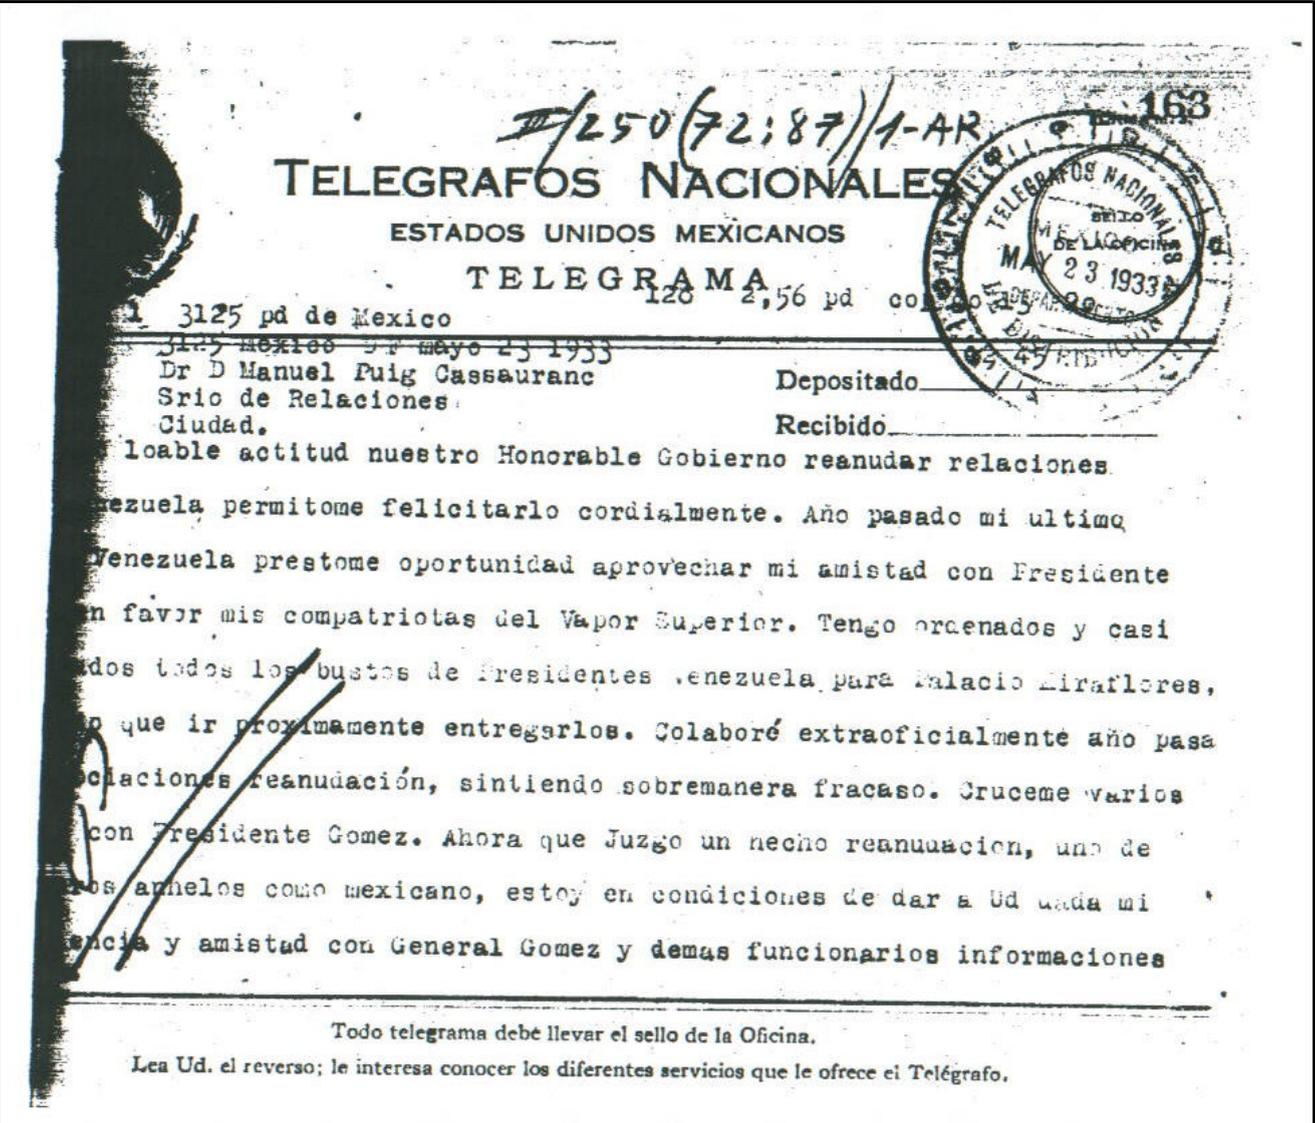 163
III/250(72:87)/1-AR
TELEGRAFOS NACIONALES
ESTADOS UNIDOS MEXICANOS
TELEGRAMA
TELEGRAFOS NACIONALES
SELLO
DE LA OFICINA
MEXICO
MAY 23 1933
128 2,56 pd
1 3125 pd de Mexico
3125 Mexico D F mayo 23 1933
Dr D Manuel Puig Cassauranc
Srio de Relaciones
Ciudad.
Depositado
Recibido
loable actitud nuestro Honorable Gobierno reanudar relaciones
nezuela permitome felicitarlo cordialmente. Año pasado mi ultimo
Venezuela prestome oportunidad aprovechar mi amistad con Presidente
n favor mis compatriotas del Vapor Superior. Tengo ordenados y casi
dos todos los bustos de Presidentes Venezuela para Palacio Miraflores,
que ir proximamente entregarlos. Colaboré extraoficialmente año pasa
ciaciones reanudación, sintiendo sobremanera fracaso. Cruceme varios
con Presidente Gomez. Ahora que Juzgo un hecho reanudacion, uno de
ros anhelos como mexicano, estoy en condiciones de dar a Ud dada mi
encia y amistad con General Gomez y demas funcionarios informaciones
Todo telegrama debe llevar el sello de la Oficina.
Lea Ud. el reverso; le interesa conocer los diferentes servicios que le ofrece el Telégrafo.